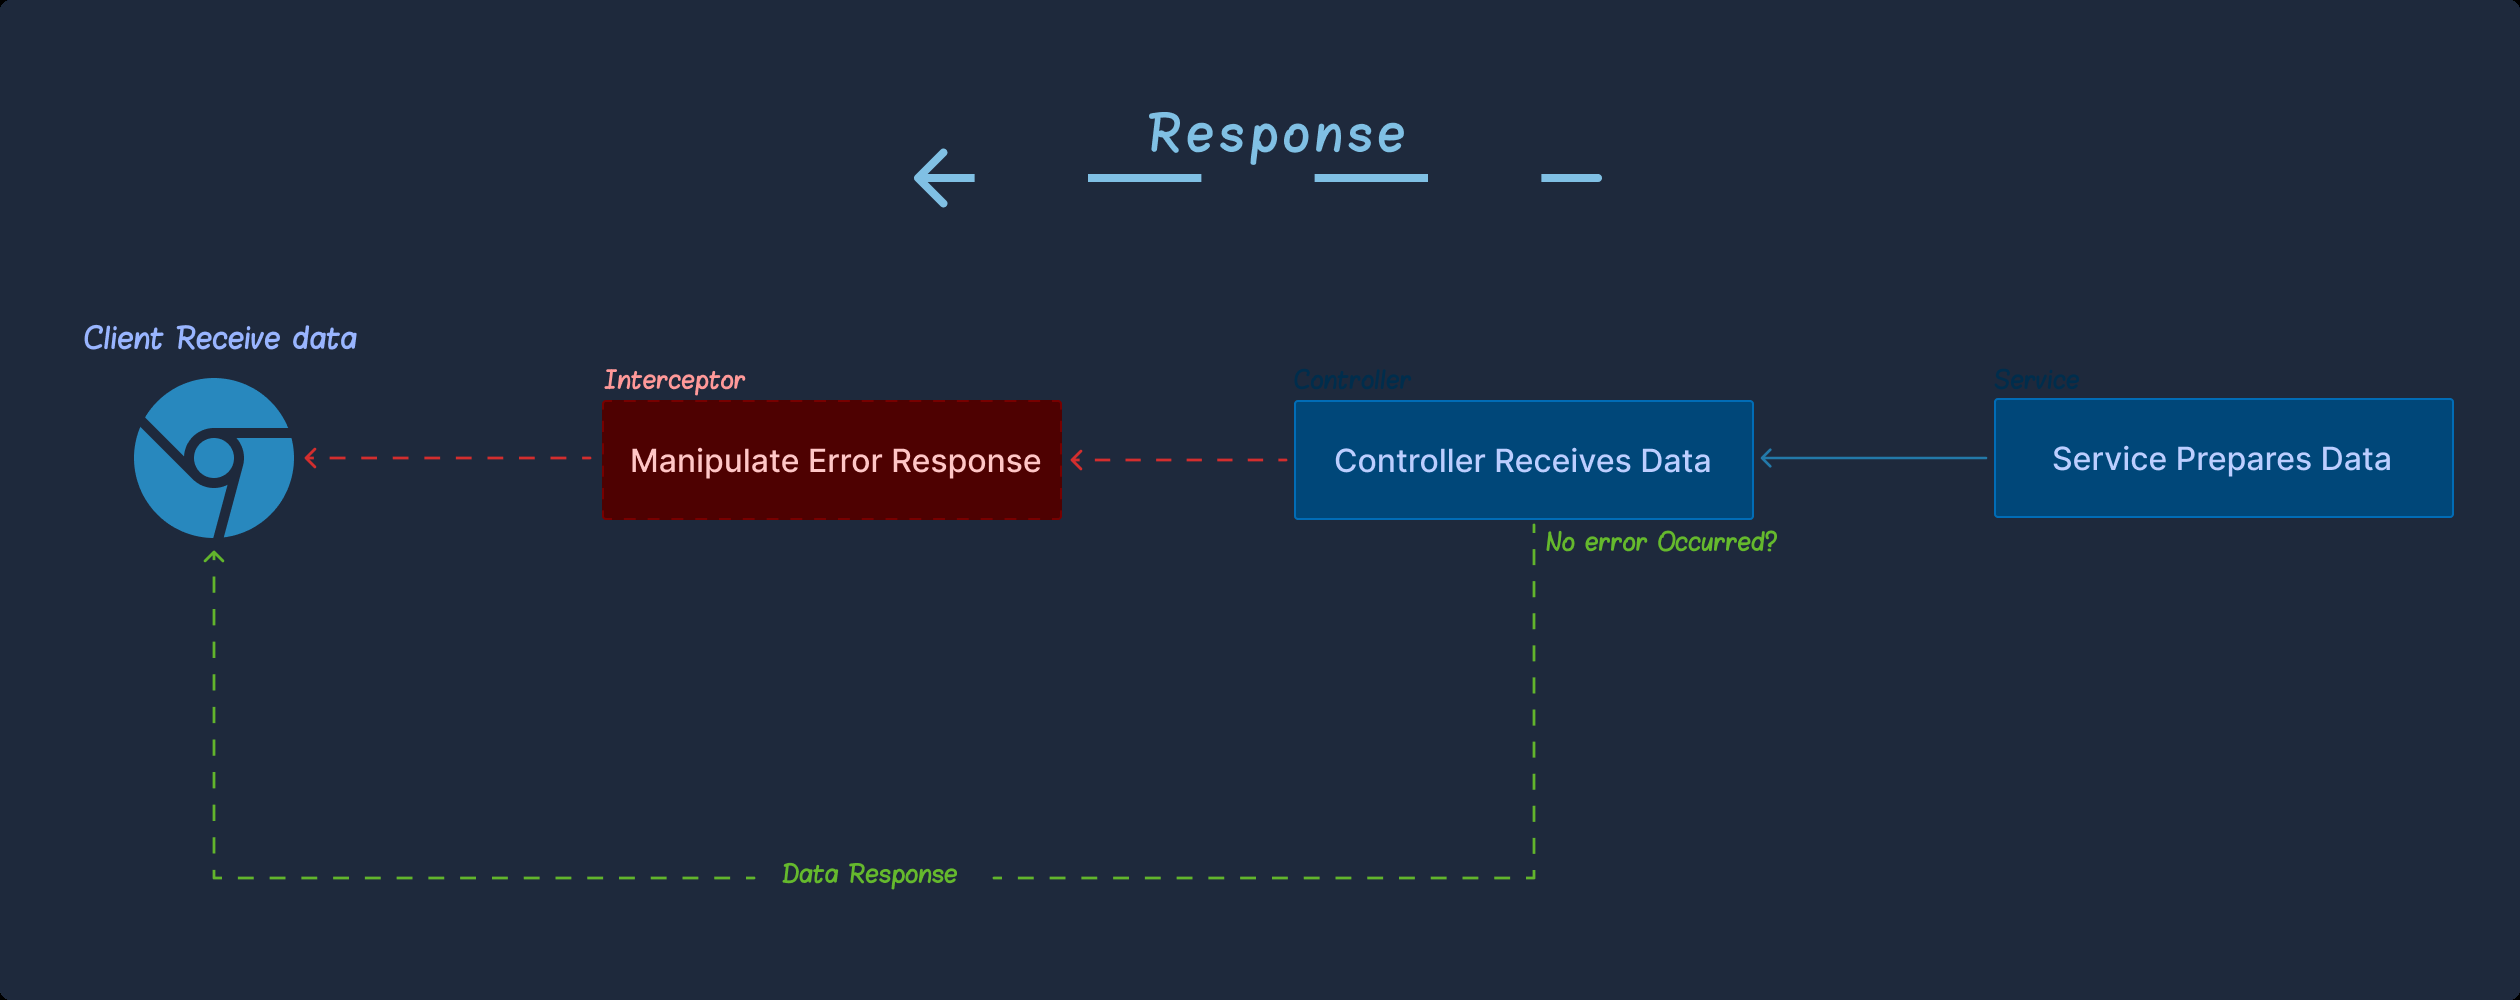 Response
Client Receive data
Interceptor
Controller
Service
Manipulate Error Response
Controller Receives Data
Service Prepares Data
No error Occurred?
Data Response